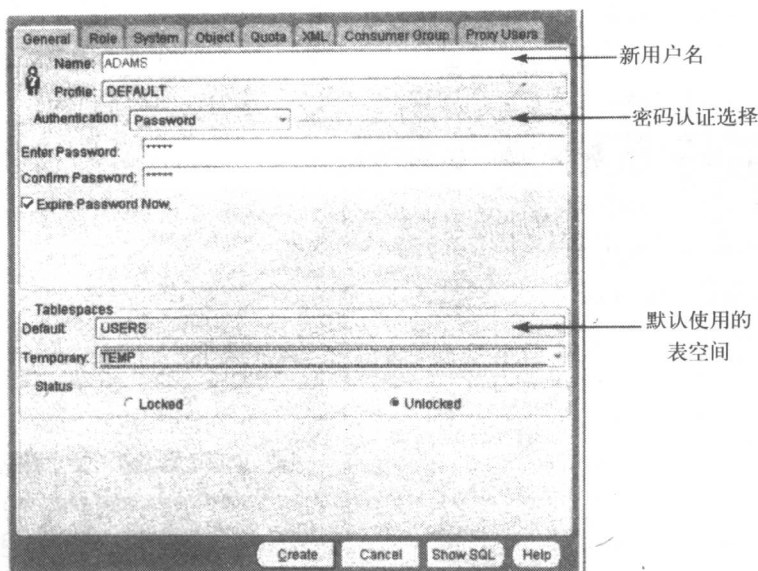 General Role System Object Quota XML Consumer Group Proxy Users
Name: ADAMS
新用户名
Profile: DEFAULT
Authentication Password
密码认证选择
Enter Password: *****
Confirm Password: *****
Expire Password Now
Tablespaces
Default: USERS
默认使用的
表空间
Temporary: TEMP
Status
Locked Unlocked
Create Cancel Show SQL Help